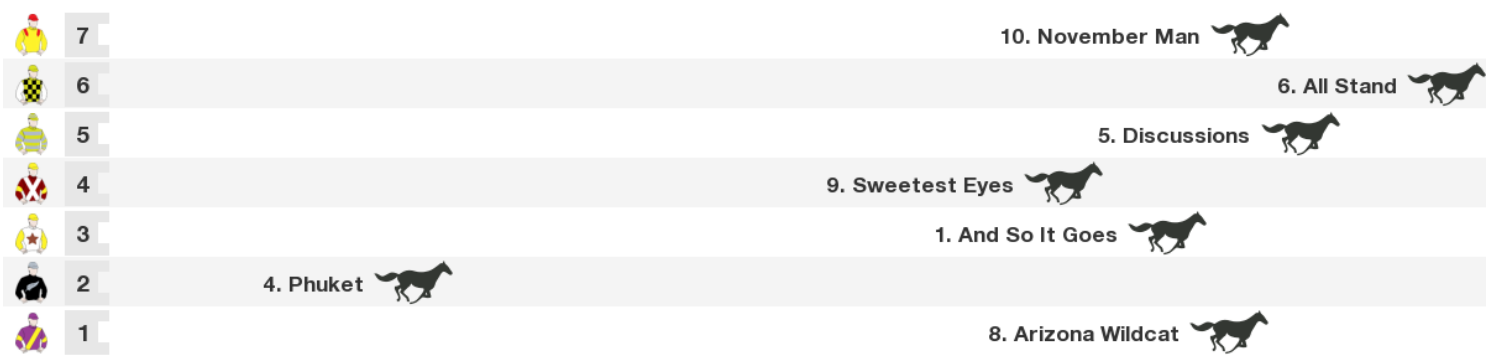 7 10. November Man
6 6. All Stand
5 5. Discussions
4 9. Sweetest Eyes
3 1. And So It Goes
2 4. Phuket
1 8. Arizona Wildcat